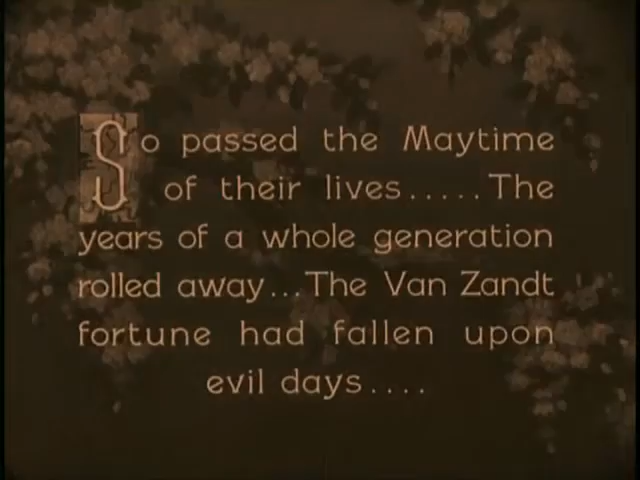 So passed the Maytime
of their lives.....The
years of a whole generation
rolled away...The Van Zandt
fortune had fallen upon
evil days....